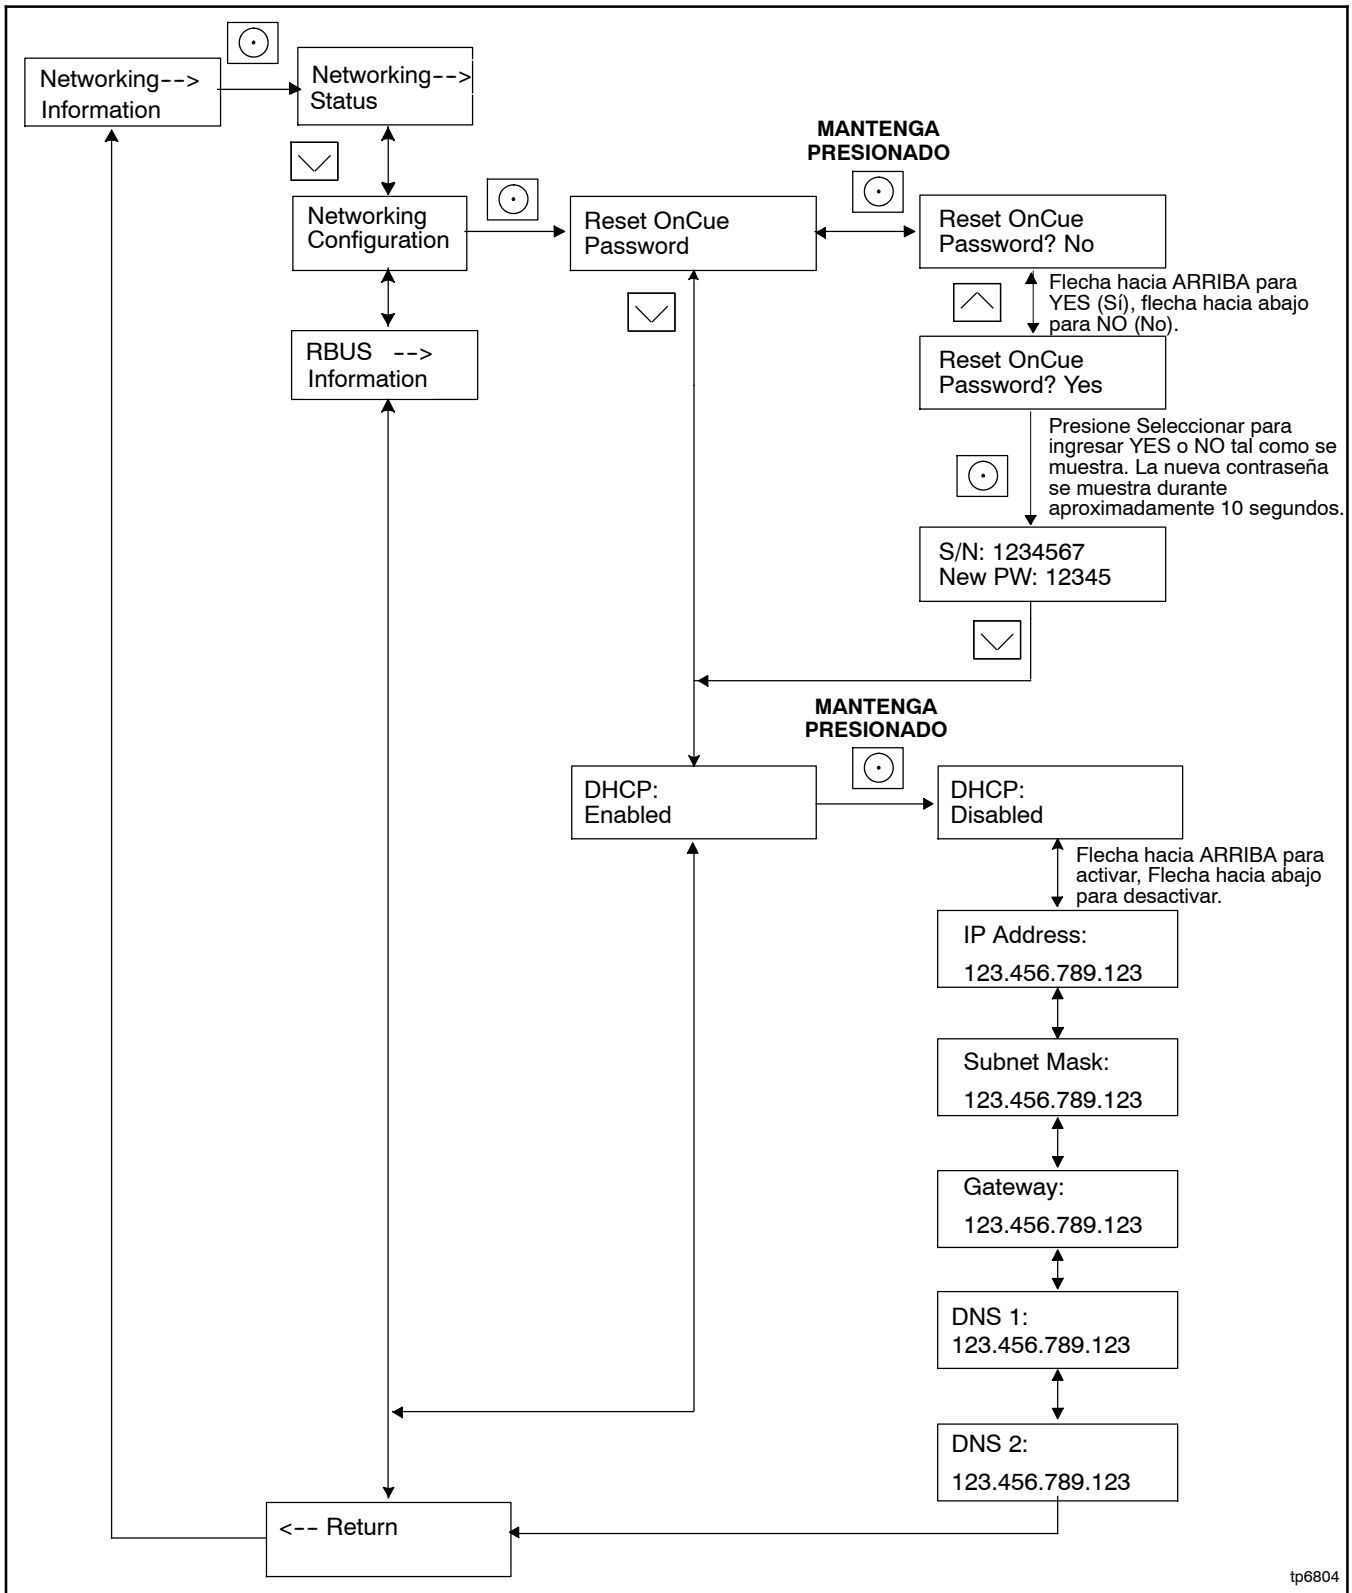 Networking-->
Information
Networking-->
Status
Networking
Configuration
RBUS -->
Information
Reset OnCue
Password
MANTENGA
PRESIONADO
Reset OnCue
Password? No
Flecha hacia ARRIBA para
YES (Sí), flecha hacia abajo
para NO (No).
Reset OnCue
Password? Yes
Presione Seleccionar para
ingresar YES o NO tal como se
muestra. La nueva contraseña
se muestra durante
aproximadamente 10 segundos.
S/N: 1234567
New PW: 12345
MANTENGA
PRESIONADO
DHCP:
Enabled
DHCP:
Disabled
Flecha hacia ARRIBA para
activar, Flecha hacia abajo
para desactivar.
IP Address:
123.456.789.123
Subnet Mask:
123.456.789.123
Gateway:
123.456.789.123
DNS 1:
123.456.789.123
DNS 2:
123.456.789.123
<-- Return
tp6804